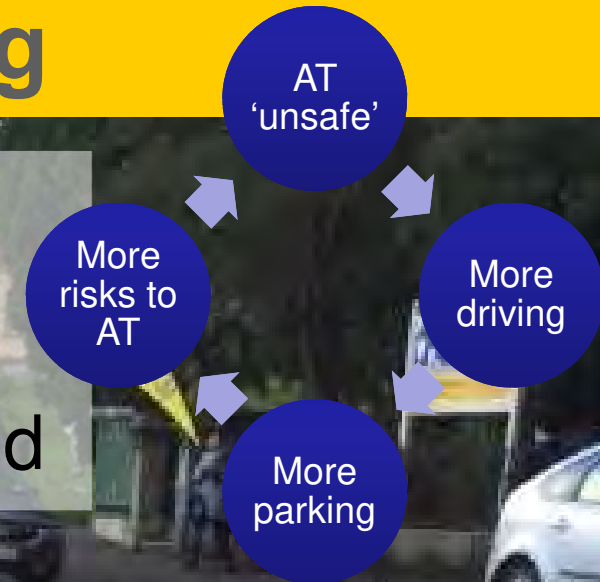 g
AT
‘unsafe’
More
driving
More
parking
More
risks to
AT
d